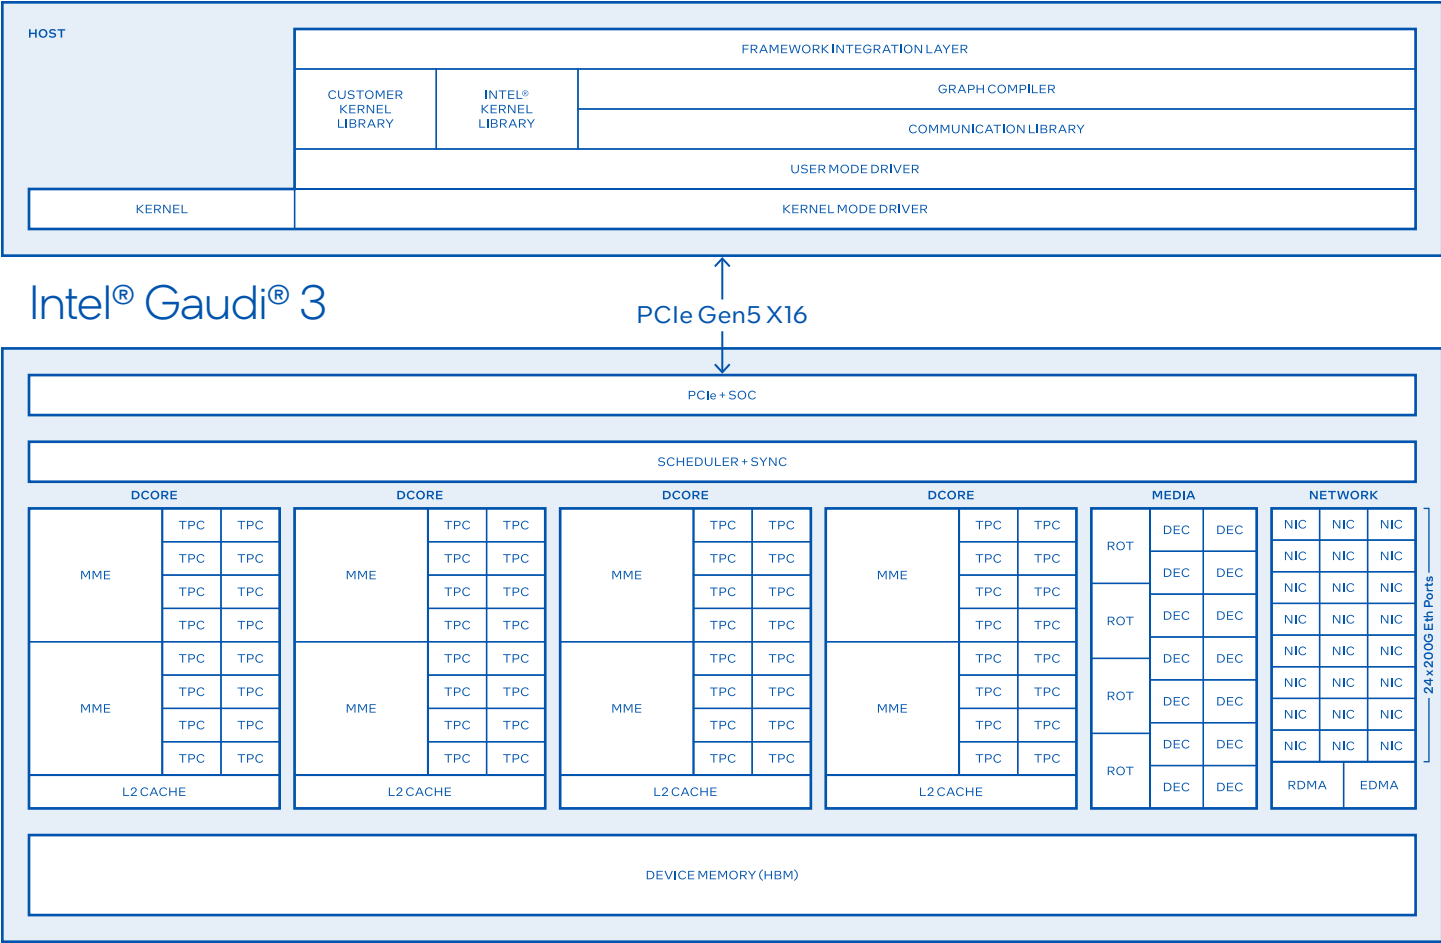 HOST
FRAMEWORK INTEGRATION LAYER
CUSTOMER
KERNEL
LIBRARY
INTEL®
KERNEL
LIBRARY
GRAPH COMPILER
COMMUNICATION LIBRARY
USER MODE DRIVER
KERNEL
KERNEL MODE DRIVER
Intel® Gaudi® 3
PCIe Gen5 X16
PCIe + SOC
SCHEDULER + SYNC
DCORE DCORE DCORE DCORE MEDIA NETWORK
MME TPC TPC MME TPC TPC MME TPC TPC MME TPC TPC ROT DEC DEC NIC NIC NIC
TPC TPC TPC TPC TPC TPC TPC TPC DEC DEC NIC NIC NIC
TPC TPC TPC TPC TPC TPC TPC TPC ROT DEC DEC NIC NIC NIC
TPC TPC TPC TPC TPC TPC TPC TPC DEC DEC NIC NIC NIC
MME TPC TPC MME TPC TPC MME TPC TPC MME TPC TPC ROT DEC DEC NIC NIC NIC
TPC TPC TPC TPC TPC TPC TPC TPC DEC DEC NIC NIC NIC
TPC TPC TPC TPC TPC TPC TPC TPC ROT DEC DEC NIC NIC NIC
TPC TPC TPC TPC TPC TPC TPC TPC NIC NIC NIC
24 x 200G Eth Ports
L2 CACHE L2 CACHE L2 CACHE L2 CACHE RDMA EDMA
DEVICE MEMORY (HBM)